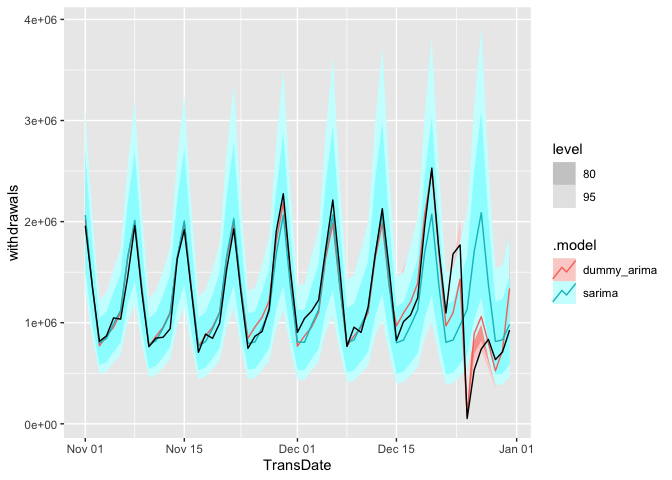 4e+06
3e+06
2e+06
1e+06
0e+00
withdrawals
Nov 01
Nov 15
Dec 01
Dec 15
Jan 01
TransDate
level
80
95
.model
dummy_arima
sarima